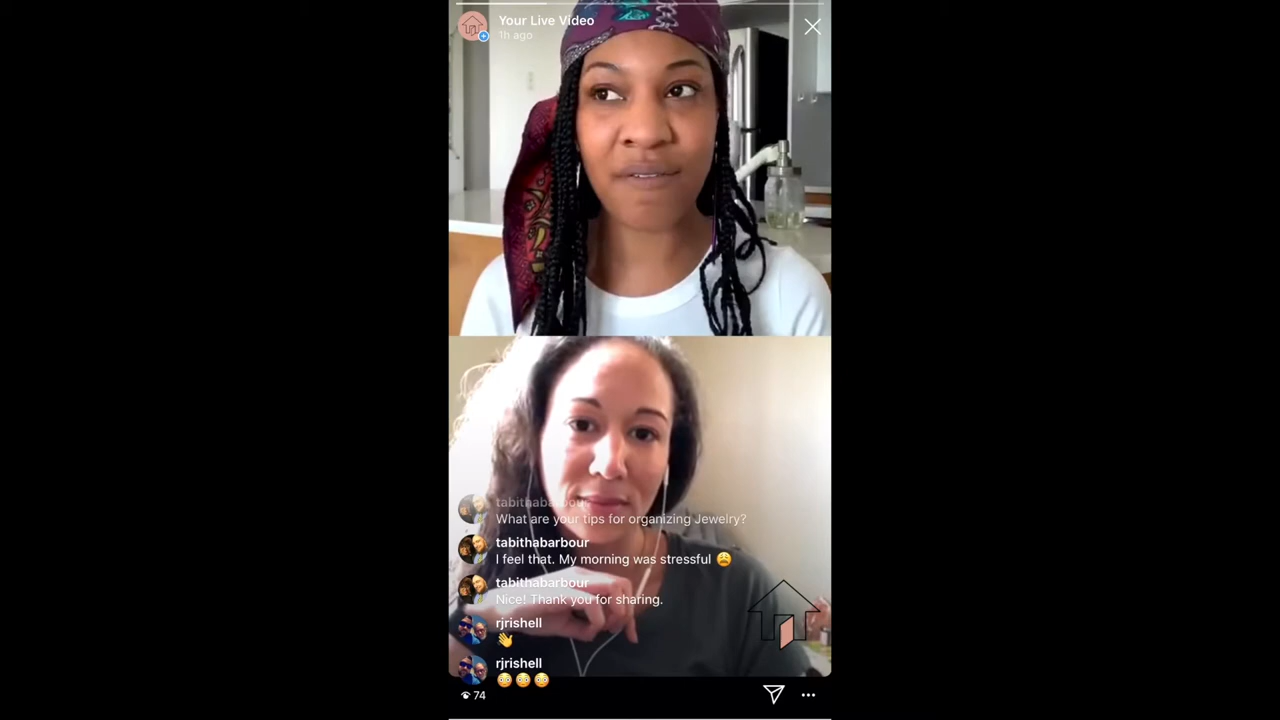 Your Live Video
1h ago
tabithabarbour
What are your tips for organizing Jewelry?
tabithabarbour
I feel that. My morning was stressful 😩
tabithabarbour
Nice! Thank you for sharing.
rjrishell
👋
rjrishell
😳😳😳
74